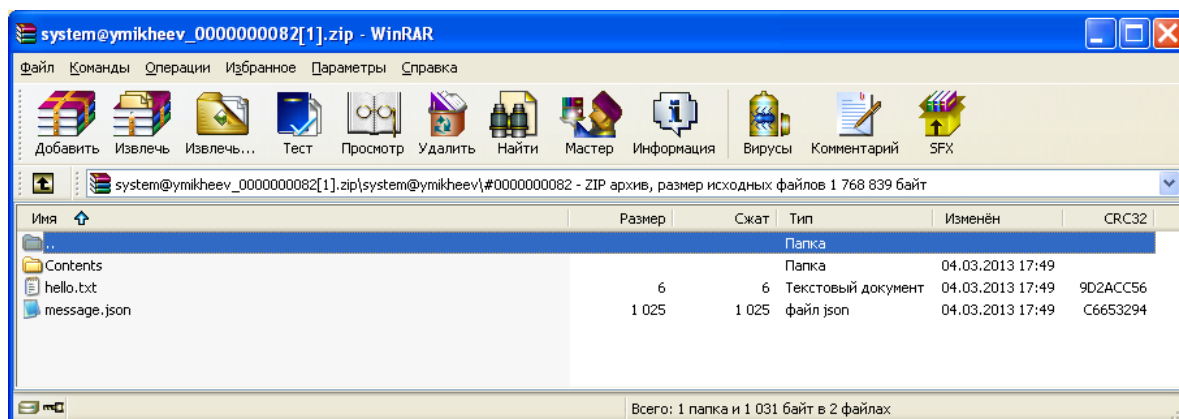 system@ymikheev_0000000082[1].zip - WinRAR
Файл Команды Операции Избранное Параметры Справка
Добавить Извлечь Извлечь... Тест Просмотр Удалить Найти Мастер Информация Вирусы Комментарий SFX
system@ymikheev_0000000082[1].zip\system@ymikheev\#0000000082 - ZIP архив, размер исходных файлов 1 768 839 байт
Имя Размер Сжат Тип Изменён CRC32
.. Папка
Contents Папка 04.03.2013 17:49
hello.txt 6 6 Текстовый документ 04.03.2013 17:49 9D2ACC56
message.json 1 025 1 025 файл json 04.03.2013 17:49 C6653294
Всего: 1 папка и 1 031 байт в 2 файлах